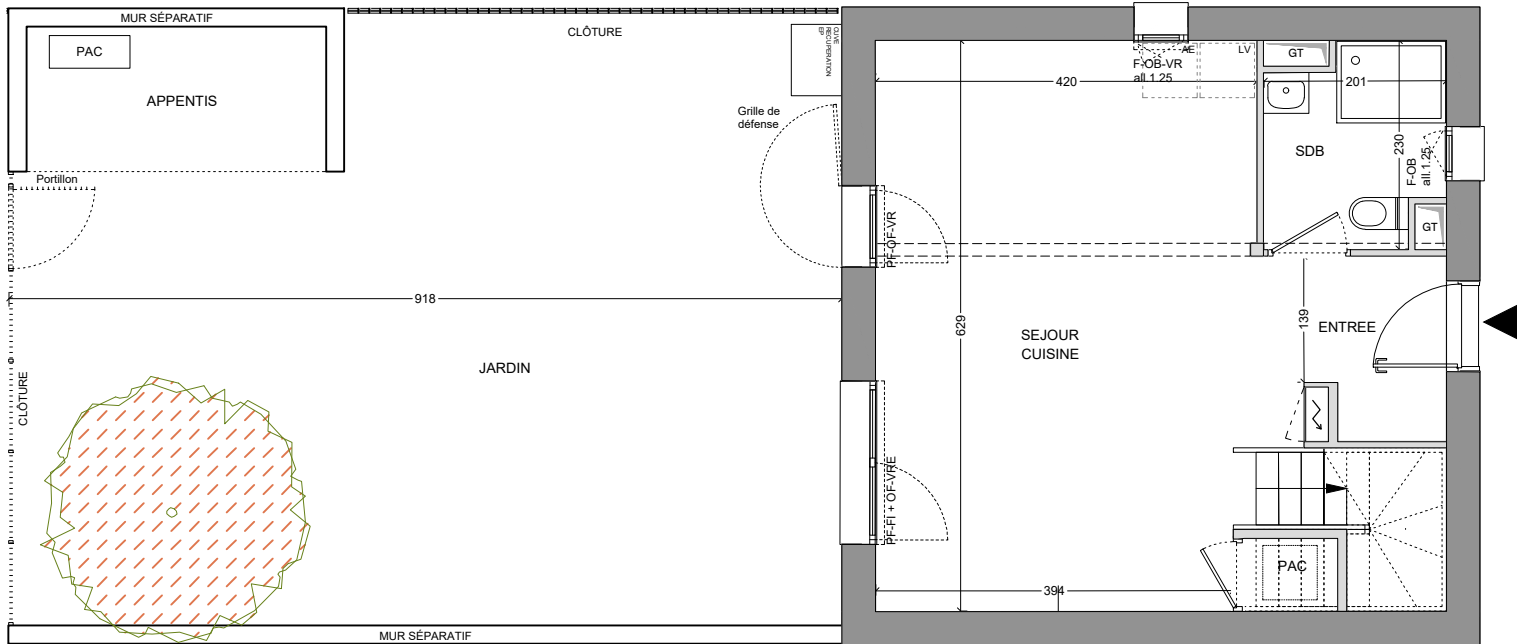 MUR SÉPARATIF
PAC
APPENTIS
CLÔTURE
CUVE
RECUPERATION
EP
Grille de
défense
Portillon
918
JARDIN
CLÔTURE
MUR SÉPARATIF
F-OB-VR
all.1.25
AE
LV
GT
420
201
SDB
230
F-OB
all.1.25
GT
PF-OF-VR
629
SEJOUR
CUISINE
139
ENTREE
PF-FI + OF-VRE
PAC
394